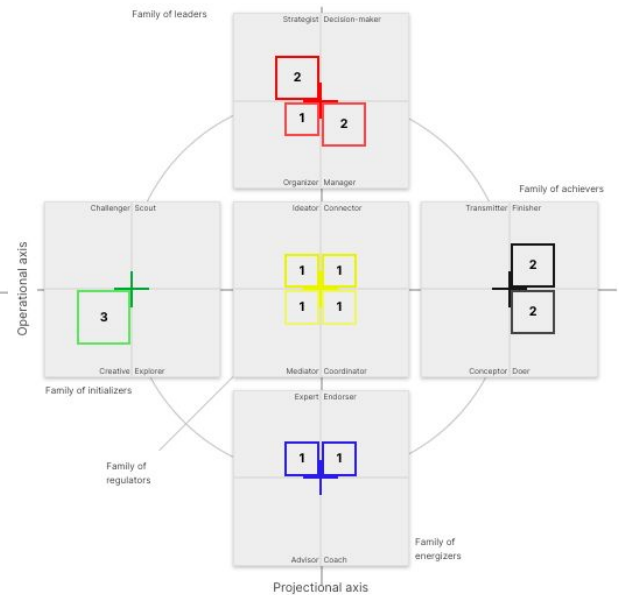 Family of leaders
Strategist Decision-maker
2
1
2
Organizer Manager
Family of achievers
Challenger Scout
Ideator Connector
Transmitter Finisher
Operational axis
3
1
1
1
1
2
2
Creative Explorer
Mediator Coordinator
Conceptor Doer
Family of initializers
Expert Endorser
1
1
Family of
regulators
Advisor Coach
Family of
energizers
Projectional axis